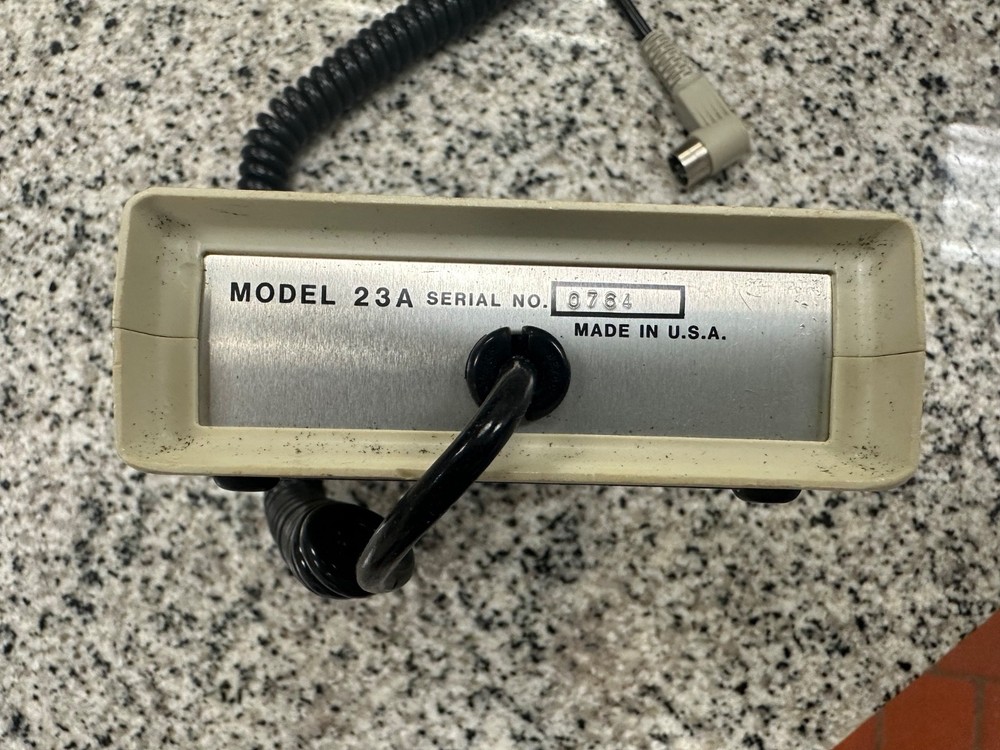 MODEL 23A SERIAL NO. 0764
MADE IN U.S.A.